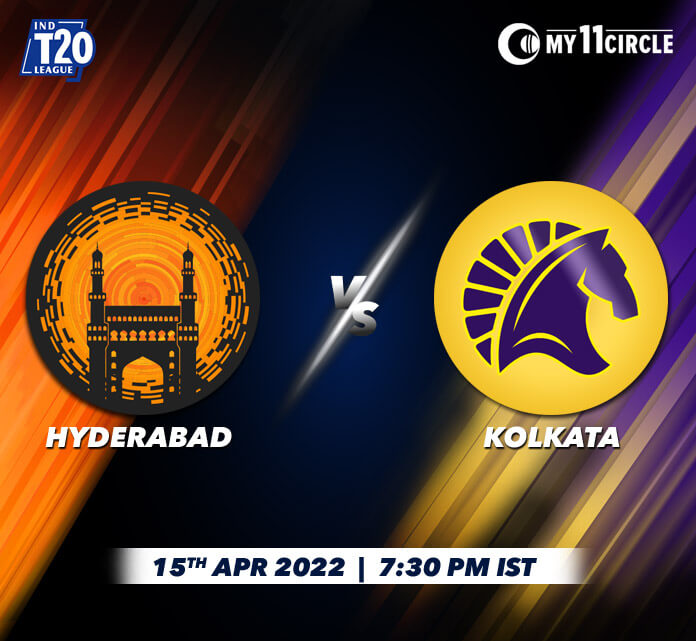 IND
T20
LEAGUE
MY11CIRCLE
VS
HYDERABAD
KOLKATA
15TH APR 2022 | 7:30 PM IST